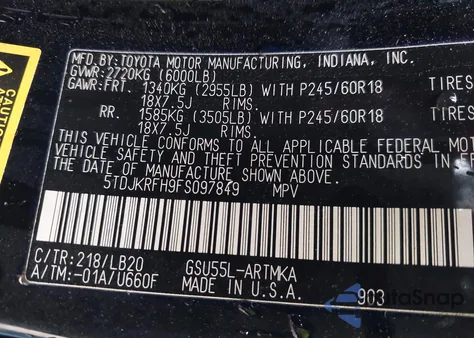 MFD.BY:TOYOTA MOTOR MANUFACTURING, INDIANA, INC.
GVWR:2720KG (6000LB)
GAWR:FRT. 1340KG (2955LB) WITH P245/60R18 TIRES
18X7.5J RIMS.
RR. 1585KG (3505LB) WITH P245/60R18 TIRES
18X7.5J RIMS.
THIS VEHICLE CONFORMS TO ALL APPLICABLE FEDERAL
VEHICLE SAFETY AND THEFT PREVENTION STANDARDS IN
THE DATE OF MANUFACTURE SHOWN ABOVE.
5TDJKRFH9FS097849 MPV
C/TR:218/LB20 GSU55L-ARTMKA
A/TM:-01A/U660F MADE IN U.S.A. 903
CAUTION
AutoSnap